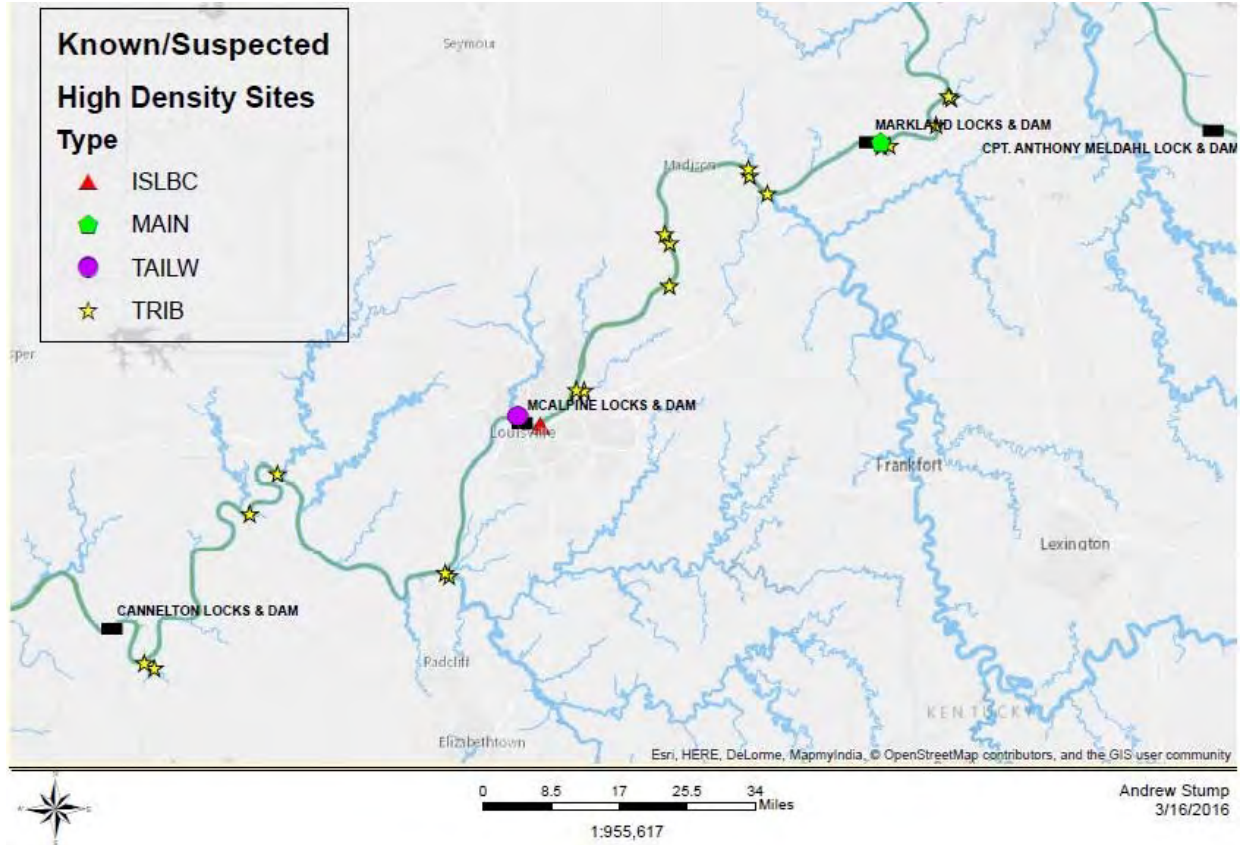 Known/Suspected
High Density Sites
Type
ISLBC
MAIN
TAILW
TRIB
Seymour
MARKLAND LOCKS & DAM
CPT. ANTHONY MELDAHL LOCK & DAM
Madison
sper
MCALPINE LOCKS & DAM
Louisville
Frankfort
Lexington
CANNELTON LOCKS & DAM
Radcliff
KENTUCKY
Elizabethtown
Esri, HERE, DeLorme, MapmyIndia, © OpenStreetMap contributors, and the GIS user community
0 8.5 17 25.5 34
Miles
1:955,617
Andrew Stump
3/16/2016